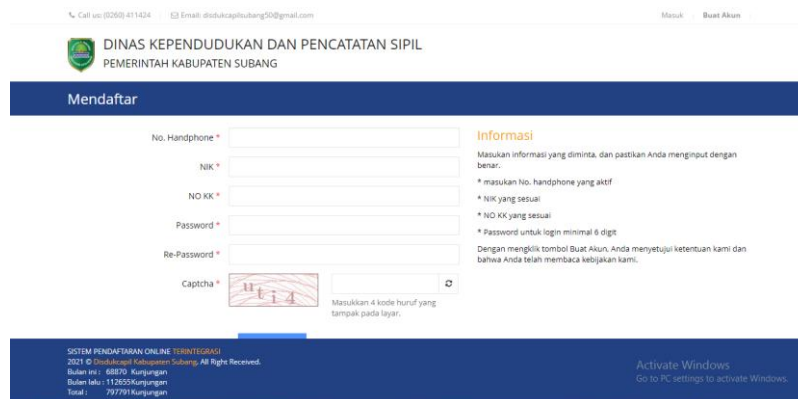 Call us: (0260) 411424 Email: disdukcapilsubang50@gmail.com Masuk Buat Akun
DINAS KEPENDUDUKAN DAN PENCATATAN SIPIL
PEMERINTAH KABUPATEN SUBANG
Mendaftar
No. Handphone *
NIK *
NO KK *
Password *
Re-Password *
Captcha *
uti4
Masukkan 4 kode huruf yang
tampak pada layar.
Informasi
Masukan informasi yang diminta, dan pastikan Anda menginput dengan
benar.
* masukan No. handphone yang aktif
* NIK yang sesuai
* NO KK yang sesuai
* Password untuk login minimal 6 digit
Dengan mengklik tombol Buat Akun, Anda menyetujui ketentuan kami dan
bahwa Anda telah membaca kebijakan kami.
SISTEM PENDAFTARAN ONLINE TERINTEGRASI
2021 © Disdukcapil Kabupaten Subang. All Right Received.
Bulan ini : 68870 Kunjungan
Bulan lalu : 112655Kunjungan
Total : 797791Kunjungan
Activate Windows
Go to PC settings to activate Windows.